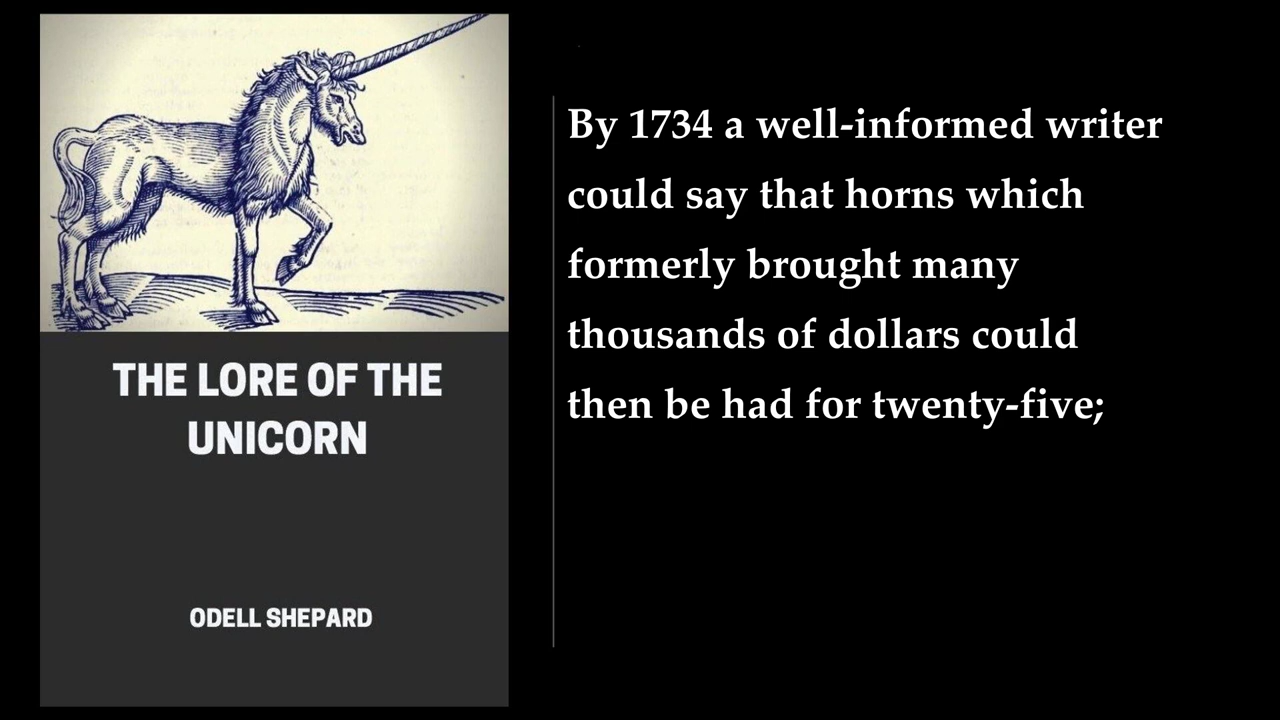 THE LORE OF THE
UNICORN
ODELL SHEPARD
By 1734 a well-informed writer
could say that horns which
formerly brought many
thousands of dollars could
then be had for twenty-five;